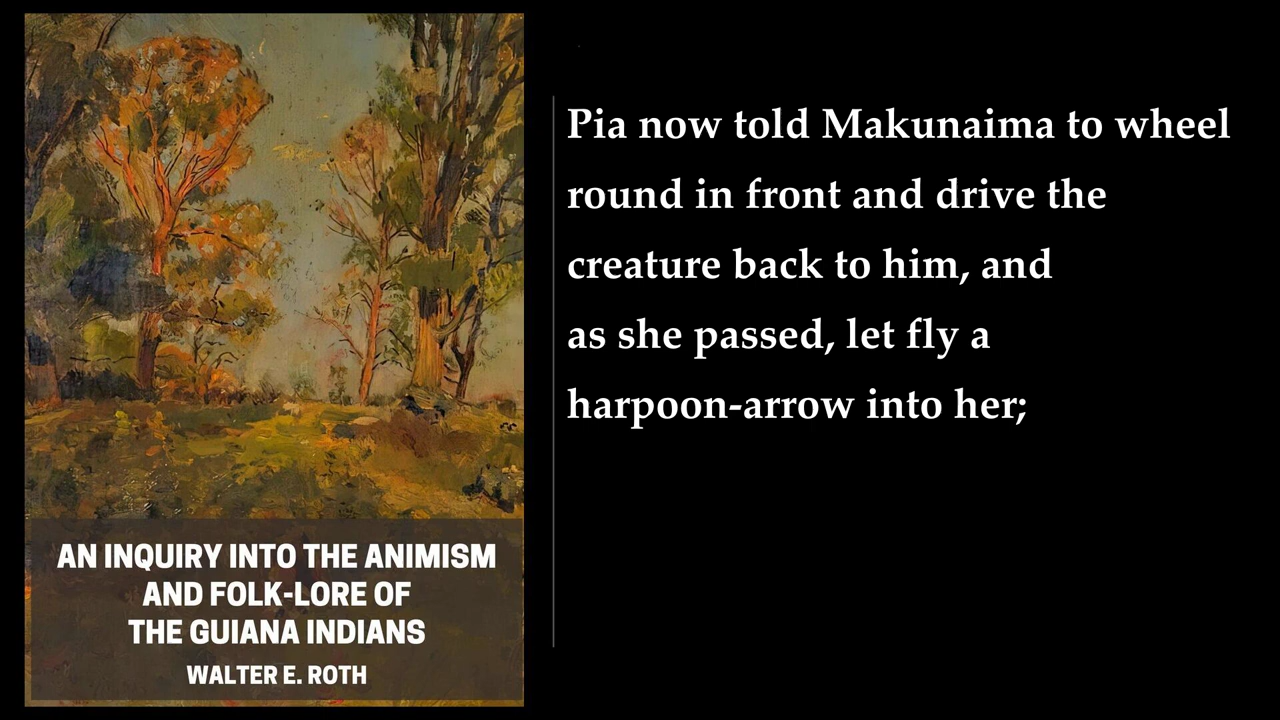 Pia now told Makunaima to wheel
round in front and drive the
creature back to him, and
as she passed, let fly a
harpoon-arrow into her;
AN INQUIRY INTO THE ANIMISM
AND FOLK-LORE OF
THE GUIANA INDIANS
WALTER E. ROTH